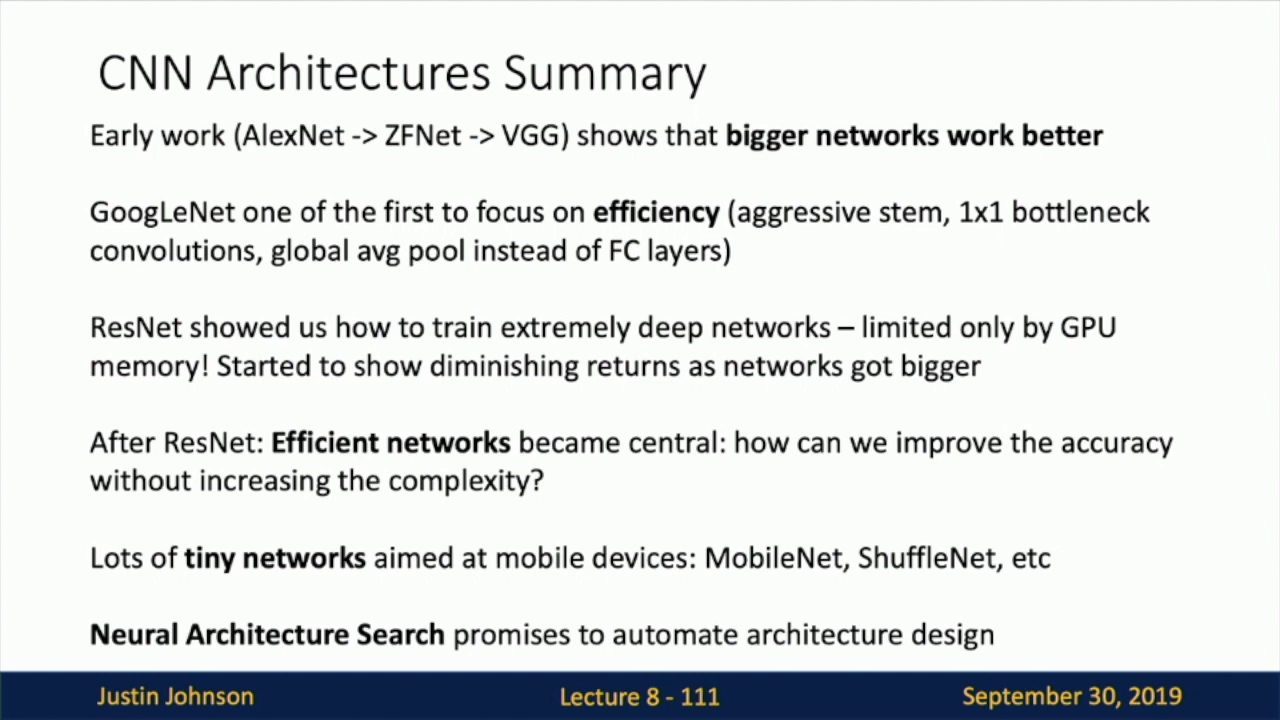 CNN Architectures Summary
Early work (AlexNet -> ZFNet -> VGG) shows that bigger networks work better
GoogLeNet one of the first to focus on efficiency (aggressive stem, 1x1 bottleneck
convolutions, global avg pool instead of FC layers)
ResNet showed us how to train extremely deep networks – limited only by GPU
memory! Started to show diminishing returns as networks got bigger
After ResNet: Efficient networks became central: how can we improve the accuracy
without increasing the complexity?
Lots of tiny networks aimed at mobile devices: MobileNet, ShuffleNet, etc
Neural Architecture Search promises to automate architecture design
Justin Johnson
Lecture 8 - 111
September 30, 2019